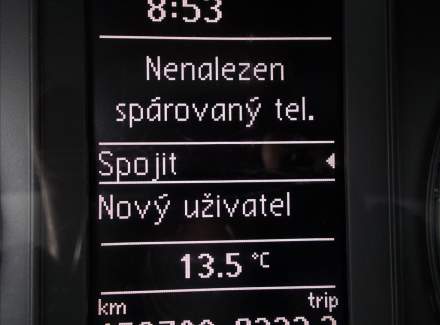 8:53
Nenalezen
spárovaný tel.
Spojit
Nový uživatel
13.5 °C
km trip